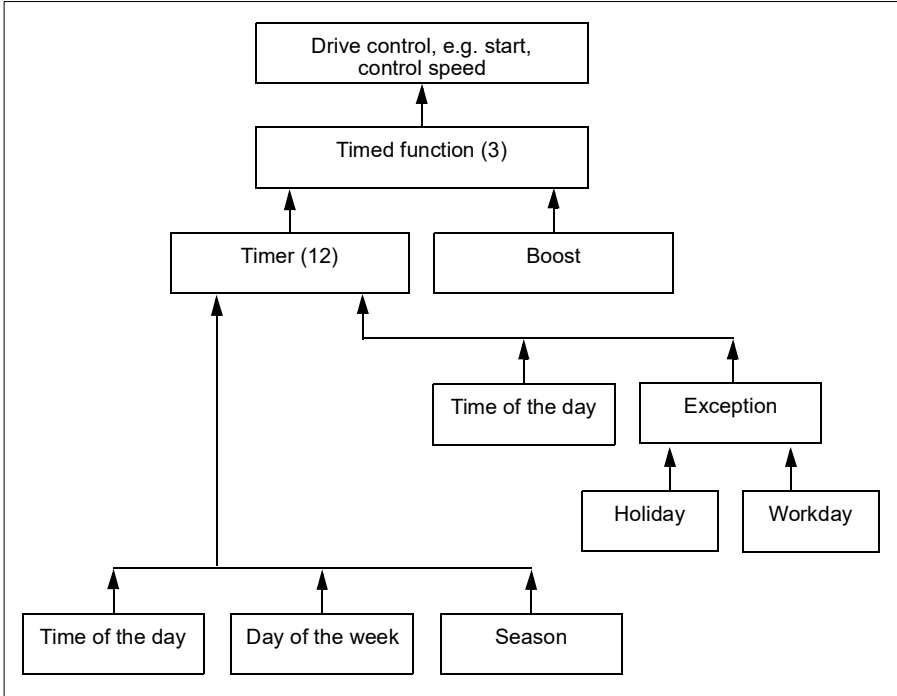 Drive control, e.g. start,
control speed
Timed function (3)
Timer (12)
Boost
Time of the day
Exception
Holiday
Workday
Time of the day
Day of the week
Season